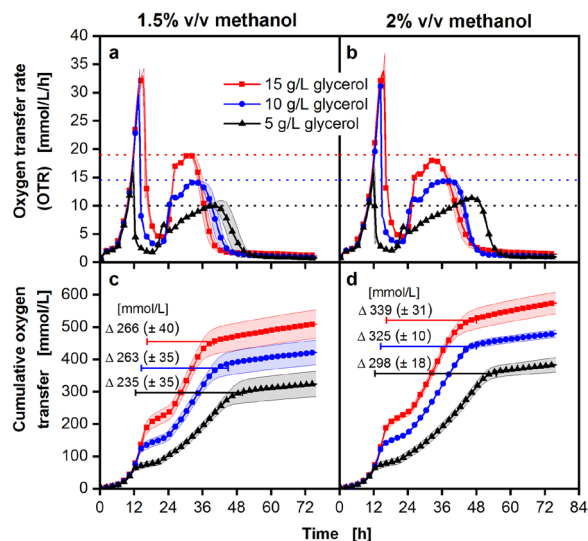 1.5% v/v methanol
2% v/v methanol
Oxygen transfer rate
(OTR) [mmol/L/h]
40
35
30
25
20
15
10
5
0
a
b
15 g/L glycerol
10 g/L glycerol
5 g/L glycerol
Cumulative oxygen
transfer [mmol/L]
600
500
400
300
200
100
0
c
d
[mmol/L]
Δ 266 (± 40)
Δ 263 (± 35)
Δ 235 (± 35)
[mmol/L]
Δ 339 (± 31)
Δ 325 (± 10)
Δ 298 (± 18)
0 12 24 36 48 60 72 0 12 24 36 48 60 72 84
Time [h]